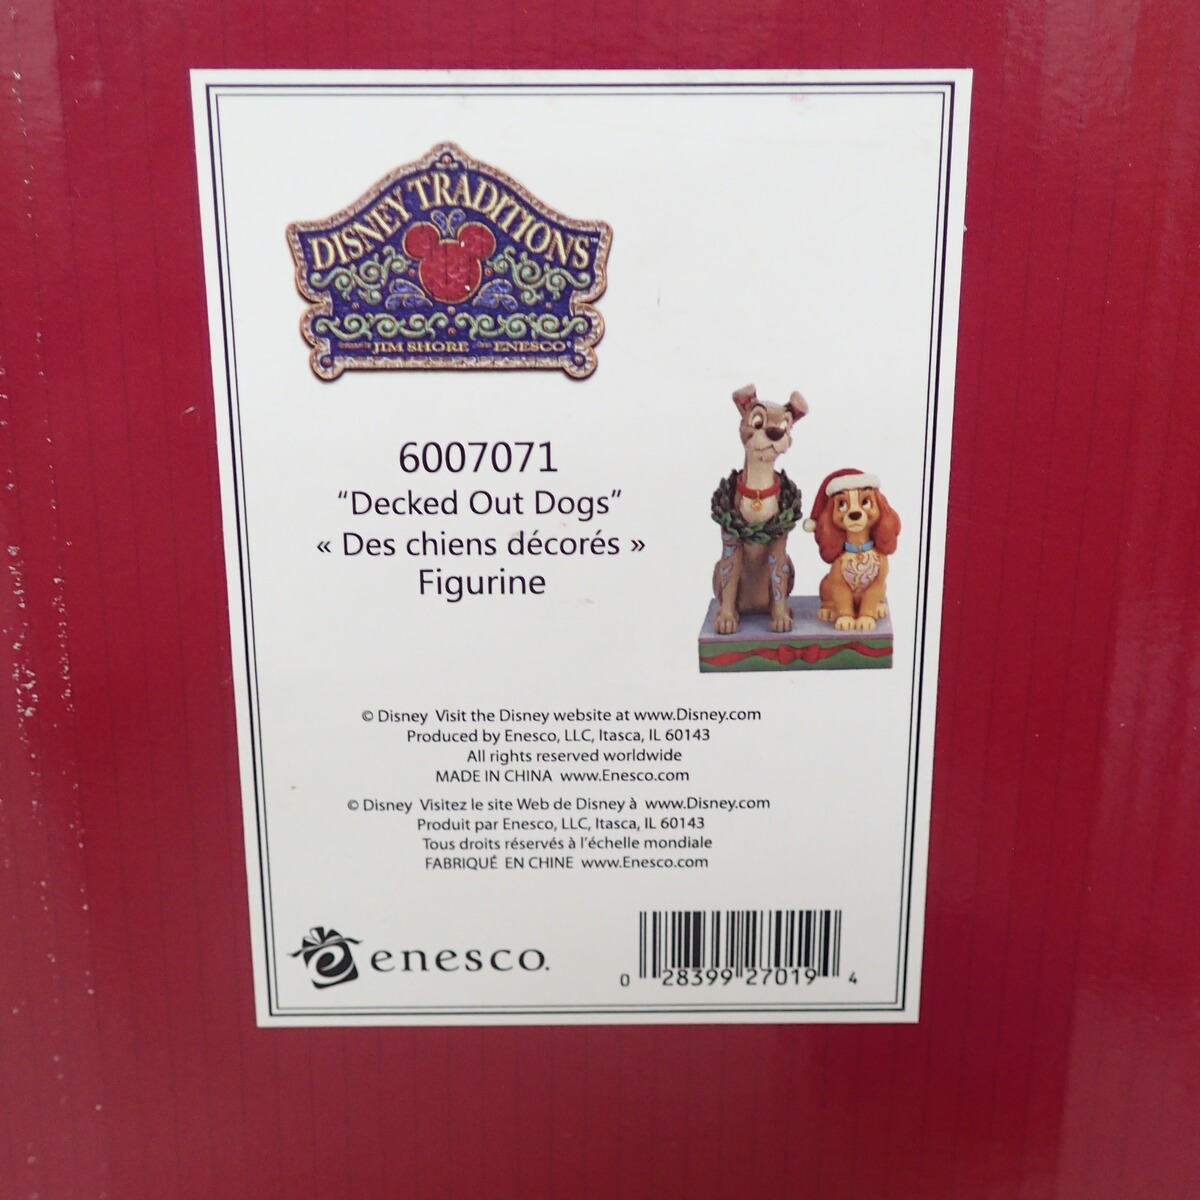 DISNEY TRADITIONS™
JIM SHORE ENESCO
6007071
“Decked Out Dogs”
« Des chiens décorés »
Figurine
© Disney Visit the Disney website at www.Disney.com
Produced by Enesco, LLC, Itasca, IL 60143
All rights reserved worldwide
MADE IN CHINA www.Enesco.com
© Disney Visitez le site Web de Disney à www.Disney.com
Produit par Enesco, LLC, Itasca, IL 60143
Tous droits réservés à l'échelle mondiale
FABRIQUÉ EN CHINE www.Enesco.com
enesco.
0 28399 27019 4